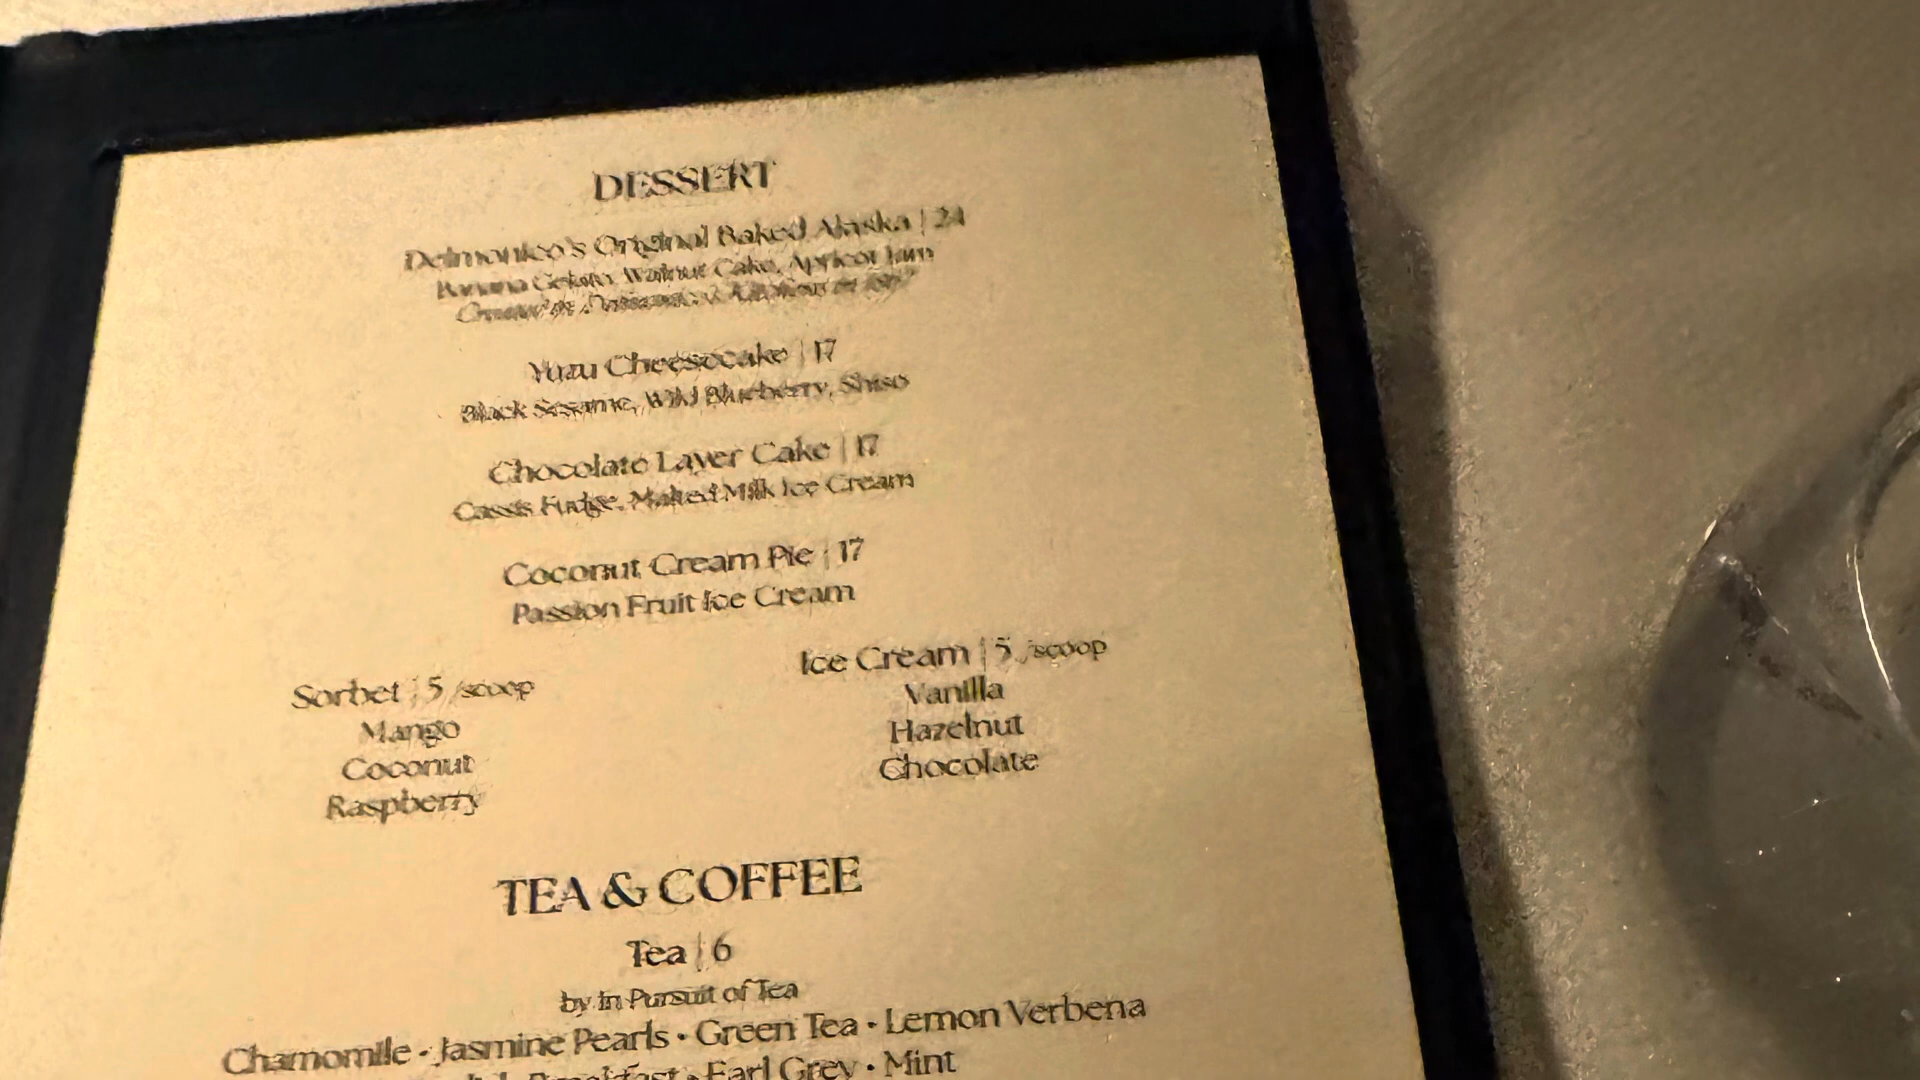 DESSERT
Delmonico's Original Baked Alaska | 24
Banana Gelato, Walnut Cake, Apricot Jam
Yuzu Cheesecake | 17
Black Sesame, Wild Blueberry, Shiso
Chocolate Layer Cake | 17
Cassis Fudge, Malted Milk Ice Cream
Coconut Cream Pie | 17
Passion Fruit Ice Cream
Sorbet | 5 /scoop
Mango
Coconut
Raspberry
Ice Cream | 5 /scoop
Vanilla
Hazelnut
Chocolate
TEA & COFFEE
Tea | 6
by In Pursuit of Tea
Chamomile • Jasmine Pearls • Green Tea • Lemon Verbena
Breakfast • Earl Grey • Mint